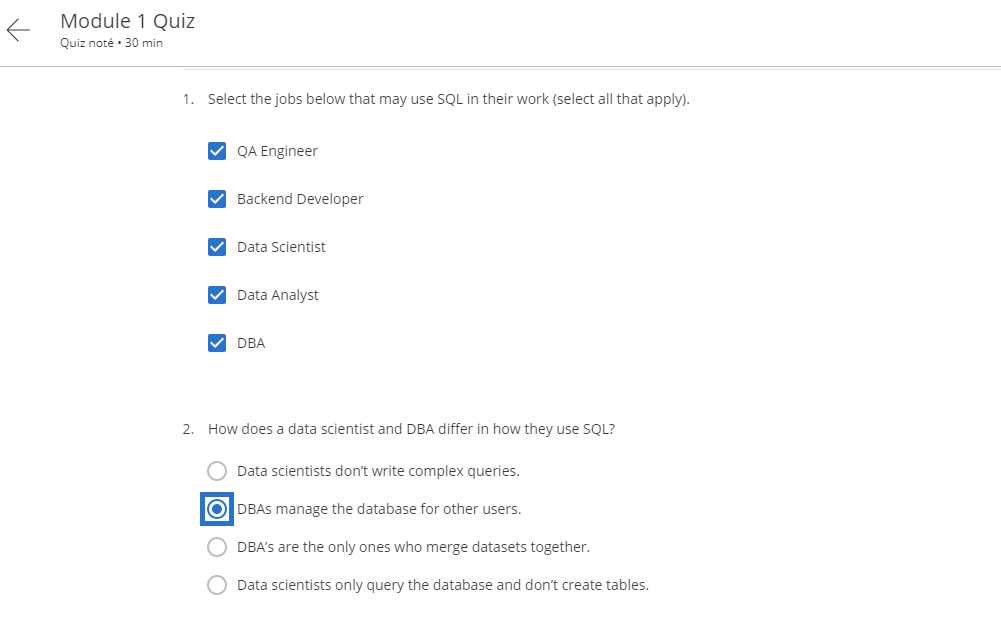 Module 1 Quiz
Quiz noté • 30 min
1. Select the jobs below that may use SQL in their work (select all that apply).
QA Engineer
Backend Developer
Data Scientist
Data Analyst
DBA
2. How does a data scientist and DBA differ in how they use SQL?
Data scientists don’t write complex queries.
DBAs manage the database for other users.
DBA’s are the only ones who merge datasets together.
Data scientists only query the database and don’t create tables.